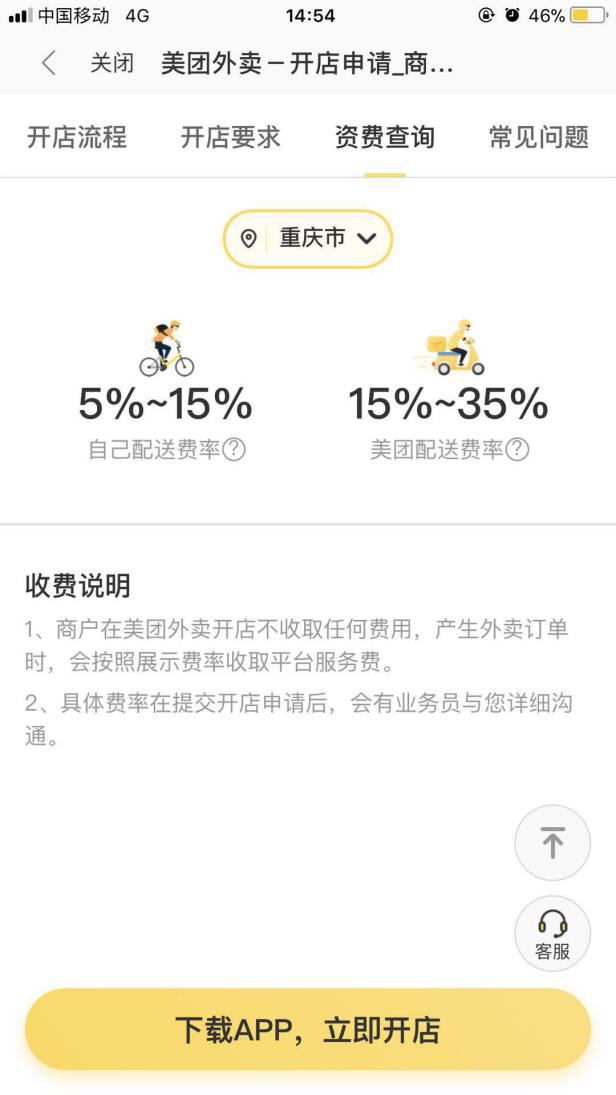 中国移动 4G 14:54 46%
关闭 美团外卖－开店申请_商...
开店流程 开店要求 资费查询 常见问题
重庆市
5%~15% 15%~35%
自己配送费率? 美团配送费率?
收费说明
1、商户在美团外卖开店不收取任何费用，产生外卖订单
时，会按照展示费率收取平台服务费。
2、具体费率在提交开店申请后，会有业务员与您详细沟
通。
客服
下载APP，立即开店